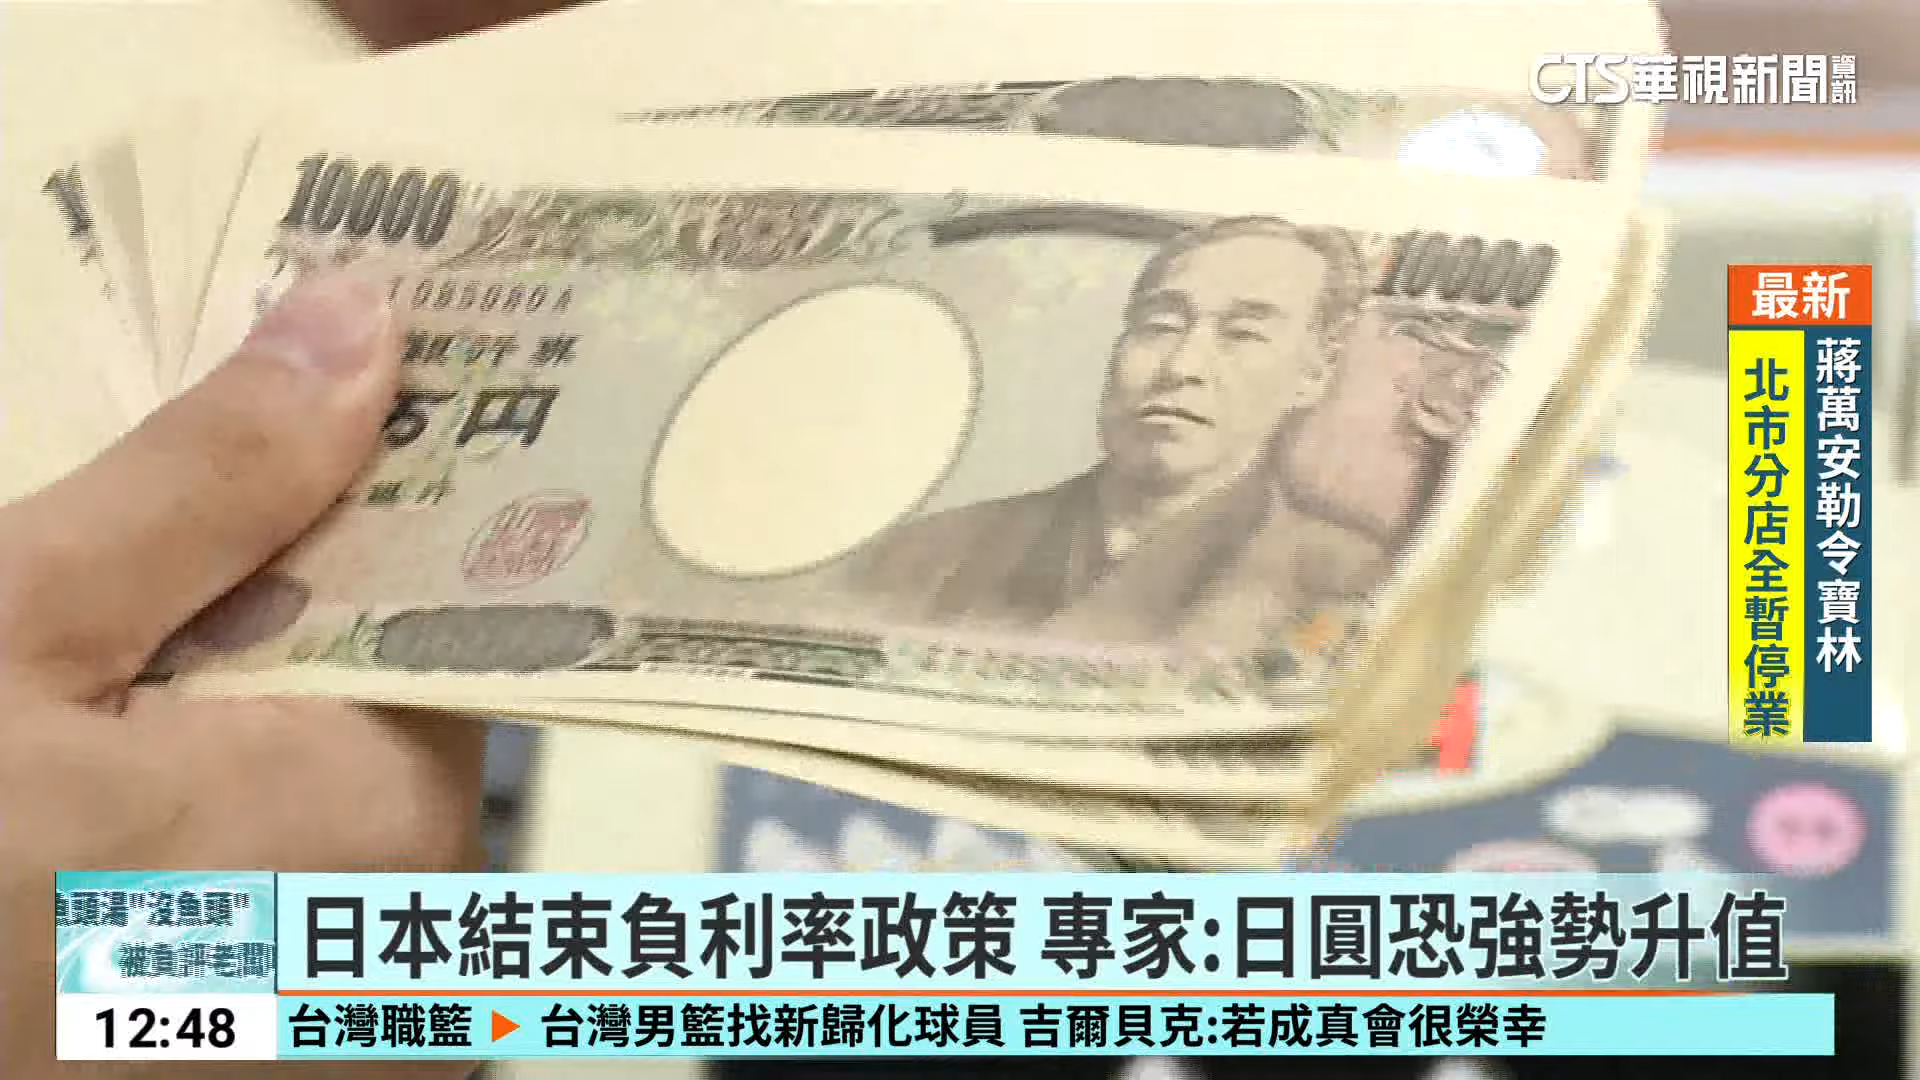 CTS華視新聞資訊
10000
10000
万円
最新
蔣萬安勒令寶林
北市分店全暫停業
日本結束負利率政策 專家:日圓恐強勢升值
12:48
台灣職籃 ▶ 台灣男籃找新歸化球員 吉爾貝克:若成真會很榮幸